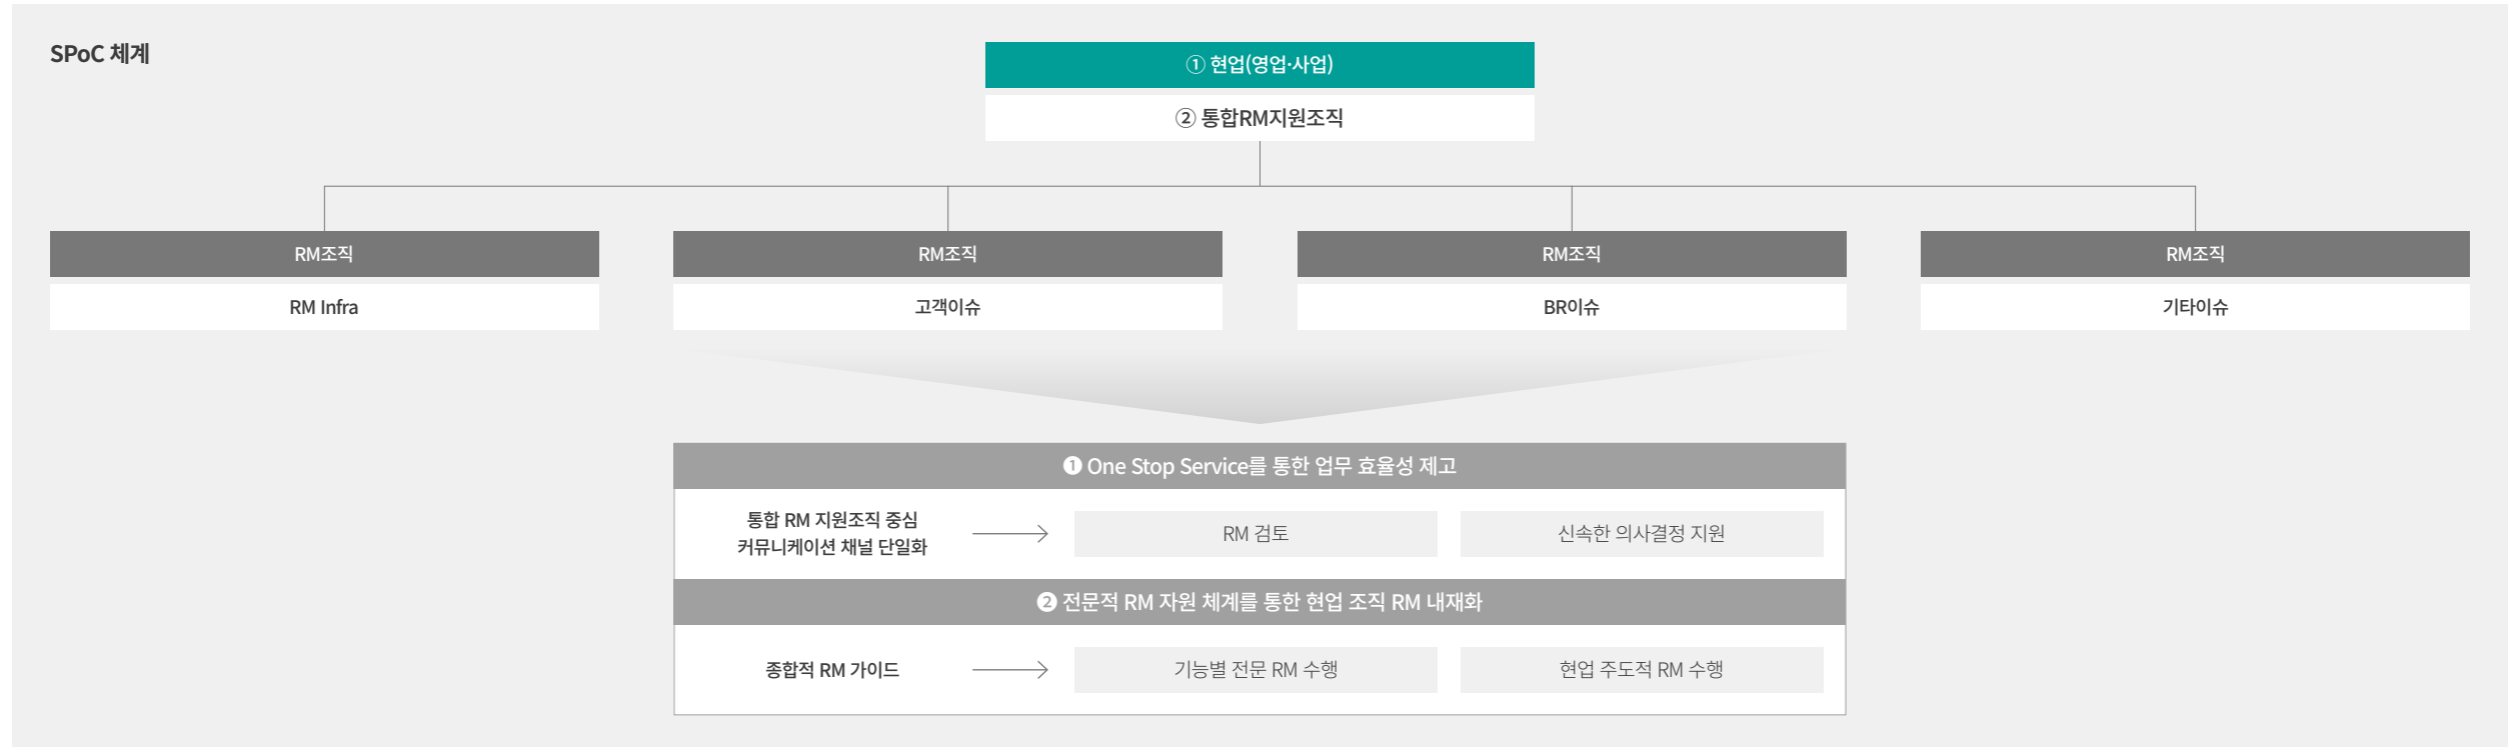 SPoC 체계
① 현업(영업·사업)
② 통합RM지원조직
RM조직
RM Infra
RM조직
고객이슈
RM조직
BR이슈
RM조직
기타이슈
❶ One Stop Service를 통한 업무 효율성 제고
통합 RM 지원조직 중심
커뮤니케이션 채널 단일화
RM 검토
신속한 의사결정 지원
❷ 전문적 RM 자원 체계를 통한 현업 조직 RM 내재화
종합적 RM 가이드
기능별 전문 RM 수행
현업 주도적 RM 수행